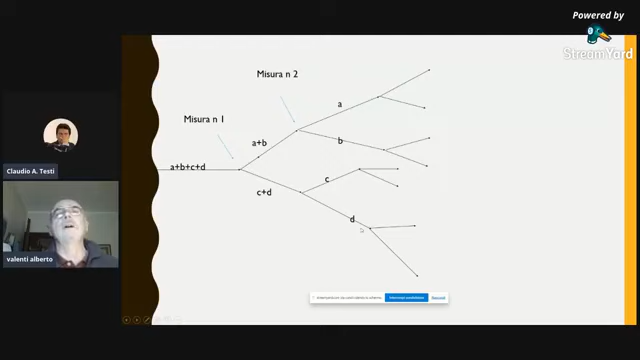 Powered by
StreamYard
Misura n 2
a
Misura n 1
a+b
b
a+b+c+d
c
c+d
d
Claudio A. Testi
valenti alberto